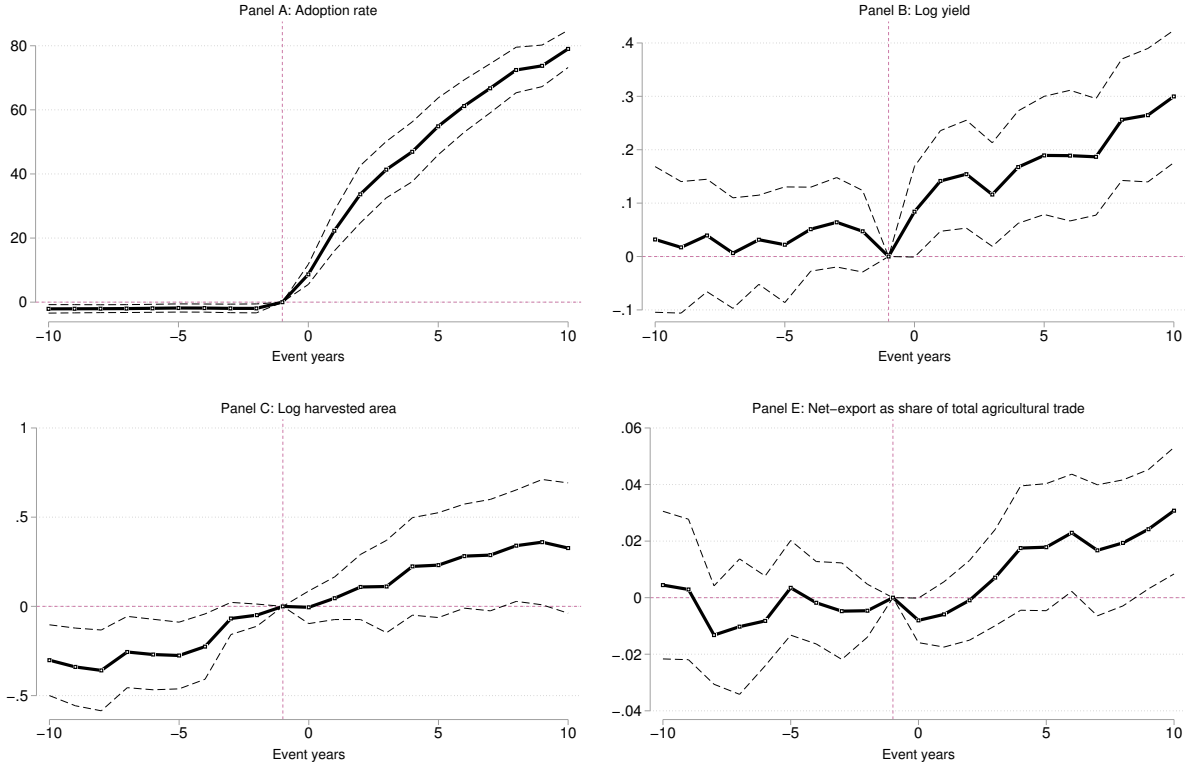 Panel A: Adoption rate
80
60
40
20
0
−10 −5 0 5 10
Event years
Panel B: Log yield
.4
.3
.2
.1
0
−.1
−10 −5 0 5 10
Event years
Panel C: Log harvested area
1
.5
0
−.5
−10 −5 0 5 10
Event years
Panel E: Net−export as share of total agricultural trade
.06
.04
.02
0
−.02
−.04
−10 −5 0 5 10
Event years